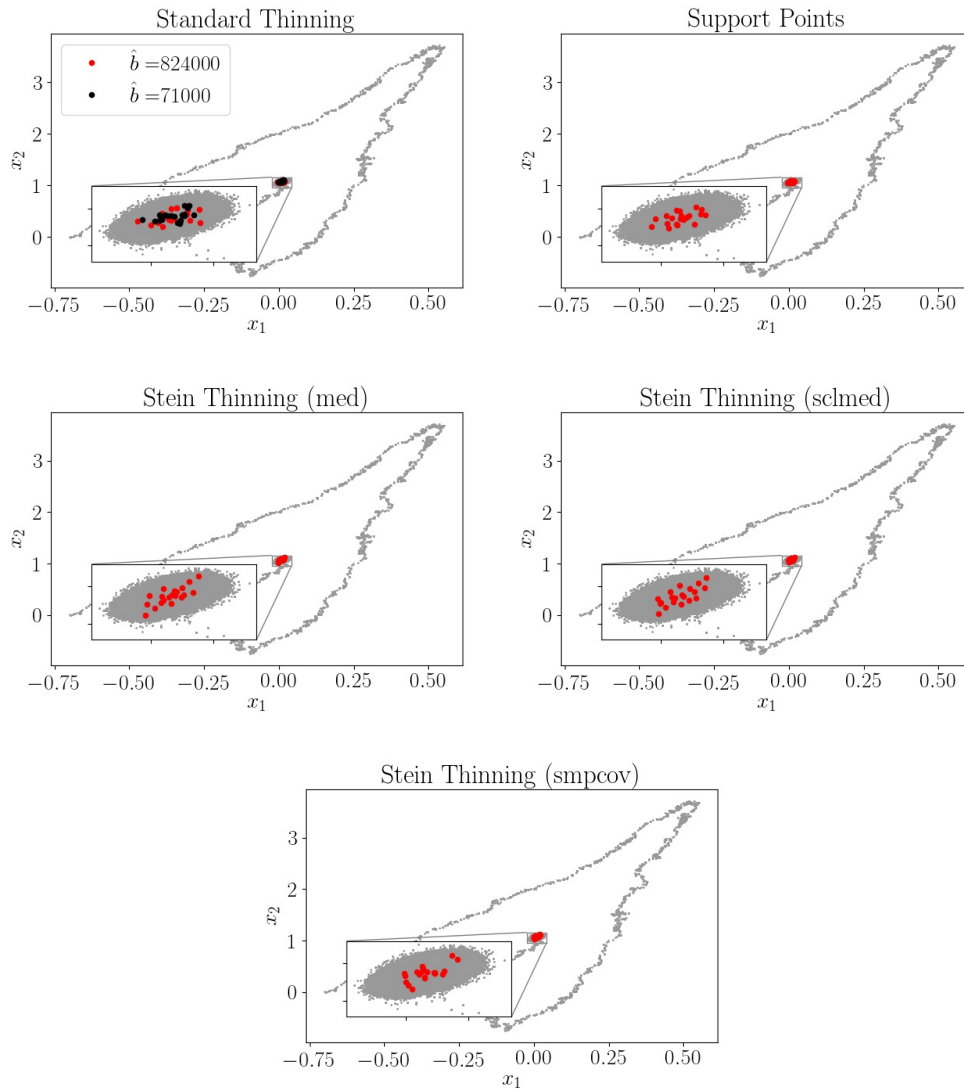 Standard Thinning
b̂ =824000
b̂ =71000
x₂
3
2
1
0
−0.75
−0.50
−0.25
0.00
0.25
0.50
x₁
Support Points
x₂
3
2
1
0
−0.75
−0.50
−0.25
0.00
0.25
0.50
x₁
Stein Thinning (med)
x₂
3
2
1
0
−0.75
−0.50
−0.25
0.00
0.25
0.50
x₁
Stein Thinning (sclmed)
x₂
3
2
1
0
−0.75
−0.50
−0.25
0.00
0.25
0.50
x₁
Stein Thinning (smpcov)
x₂
3
2
1
0
−0.75
−0.50
−0.25
0.00
0.25
0.50
x₁